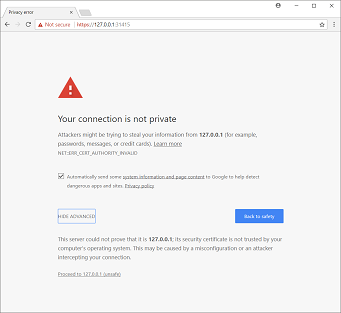 Privacy error
Not secure | https://127.0.0.1:31415
Your connection is not private
Attackers might be trying to steal your information from 127.0.0.1 (for example,
passwords, messages, or credit cards). Learn more
NET::ERR_CERT_AUTHORITY_INVALID
Automatically send some system information and page content to Google to help detect
dangerous apps and sites. Privacy policy
HIDE ADVANCED
Back to safety
This server could not prove that it is 127.0.0.1; its security certificate is not trusted by your
computer's operating system. This may be caused by a misconfiguration or an attacker
intercepting your connection.
Proceed to 127.0.0.1 (unsafe)